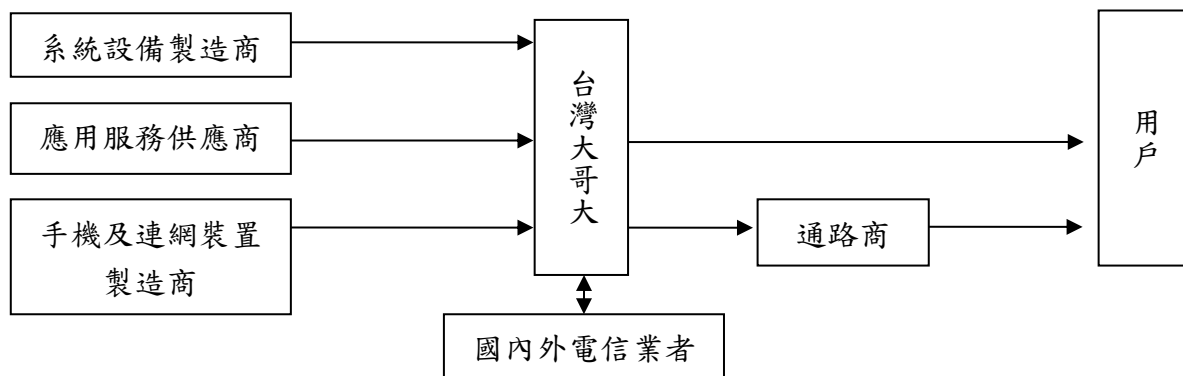 系統設備製造商
應用服務供應商
手機及連網裝置
製造商
台灣大哥大
通路商
用戶
國內外電信業者